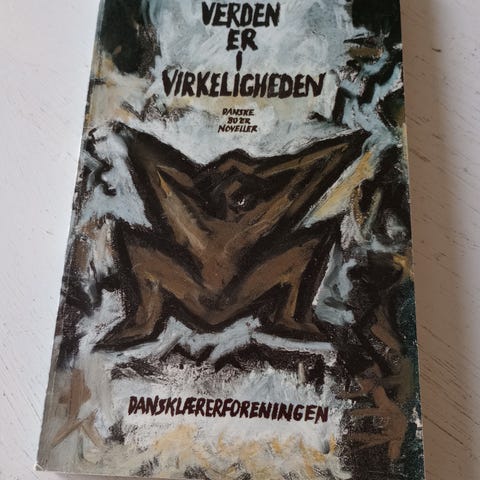 VERDEN
ER
I
VIRKELIGHEDEN
DANSKE
80'ER
NOVELLER
DANSKLÆRERFORENINGEN